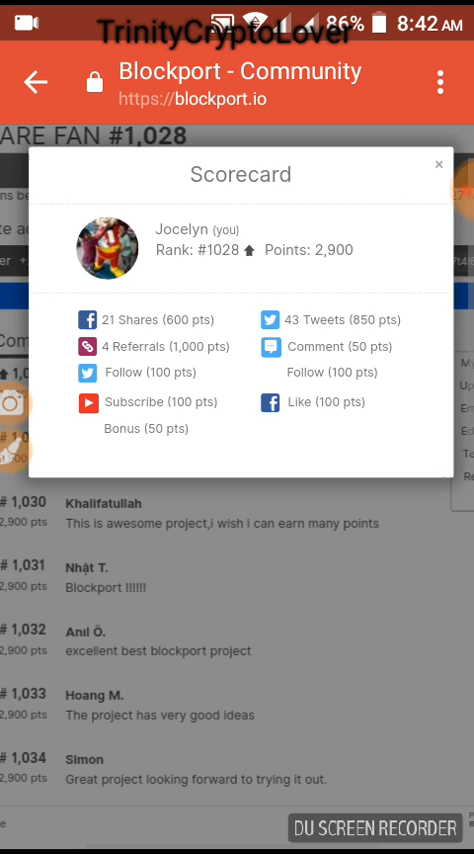 TrinityCryptoLover
86% 8:42 AM
Blockport - Community
https://blockport.io
ARE FAN #1,028
Scorecard
×
Jocelyn (you)
Rank: #1028 Points: 2,900
21 Shares (600 pts) 43 Tweets (850 pts)
4 Referrals (1,000 pts) Comment (50 pts)
Follow (100 pts) Follow (100 pts)
Subscribe (100 pts) Like (100 pts)
Bonus (50 pts)
# 1,030 Khalifatullah
2,900 pts This is awesome project,i wish i can earn many points
# 1,031 Nhật T.
2,900 pts Blockport !!!!!!
# 1,032 Anıl Ö.
2,900 pts excellent best blockport project
# 1,033 Hoang M.
2,900 pts The project has very good ideas
# 1,034 Simon
2,900 pts Great project looking forward to trying it out.
DU SCREEN RECORDER